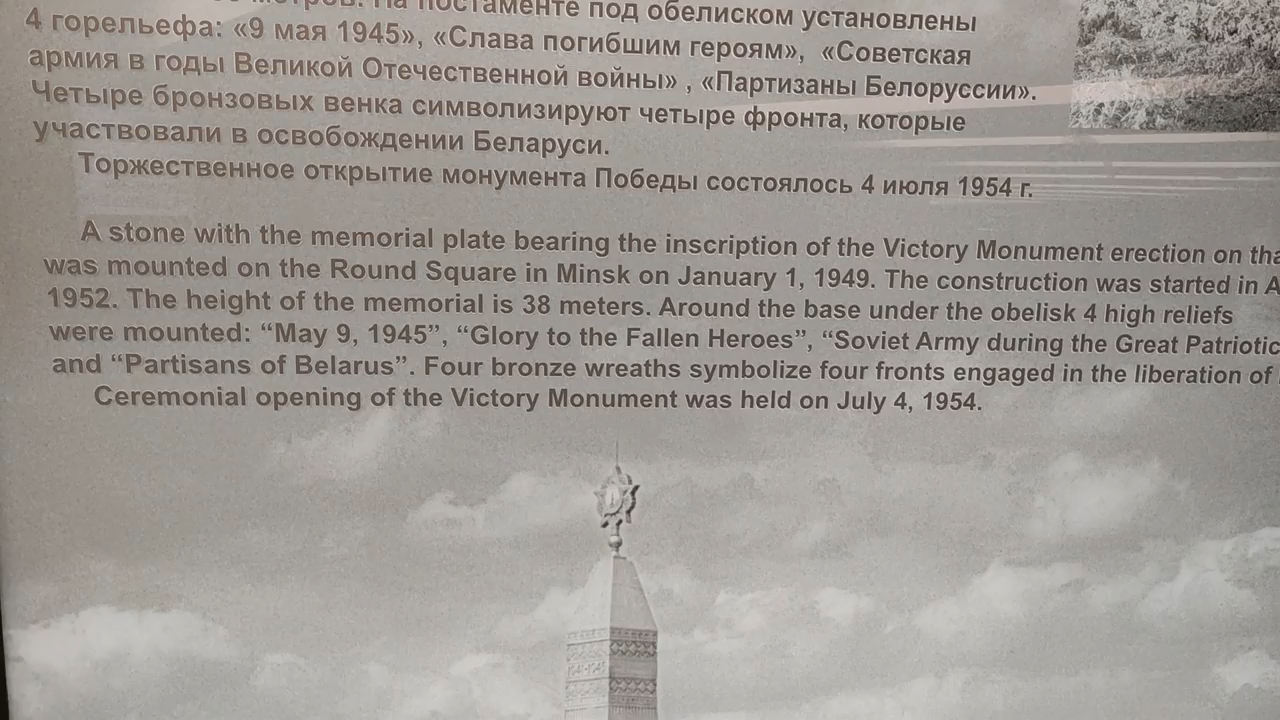 метров. На постаменте под обелиском установлены
4 горельефа: «9 мая 1945», «Слава погибшим героям», «Советская
армия в годы Великой Отечественной войны» , «Партизаны Белоруссии».
Четыре бронзовых венка символизируют четыре фронта, которые
участвовали в освобождении Беларуси.
Торжественное открытие монумента Победы состоялось 4 июля 1954 г.
A stone with the memorial plate bearing the inscription of the Victory Monument erection on
was mounted on the Round Square in Minsk on January 1, 1949. The construction was started in
1952. The height of the memorial is 38 meters. Around the base under the obelisk 4 high reliefs
were mounted: “May 9, 1945”, “Glory to the Fallen Heroes”, “Soviet Army during the Great Patriotic
and “Partisans of Belarus”. Four bronze wreaths symbolize four fronts engaged in the liberation of
Ceremonial opening of the Victory Monument was held on July 4, 1954.